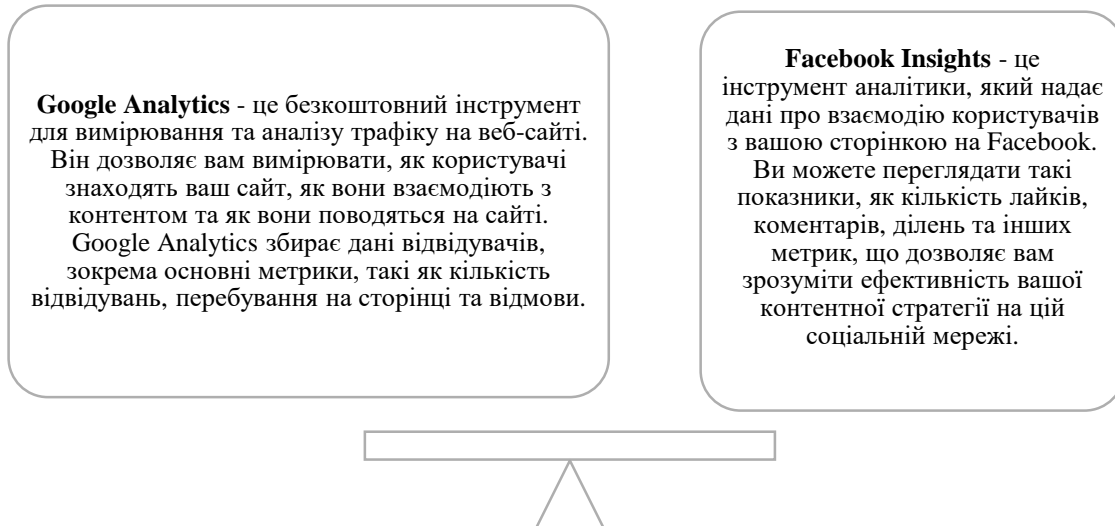 Google Analytics - це безкоштовний інструмент
для вимірювання та аналізу трафіку на веб-сайті.
Він дозволяє вам вимірювати, як користувачі
знаходять ваш сайт, як вони взаємодіють з
контентом та як вони поводяться на сайті.
Google Analytics збирає дані відвідувачів,
зокрема основні метрики, такі як кількість
відвідувань, перебування на сторінці та відмови.
Facebook Insights - це
інструмент аналітики, який надає
дані про взаємодію користувачів
з вашою сторінкою на Facebook.
Ви можете переглядати такі
показники, як кількість лайків,
коментарів, ділень та інших
метрик, що дозволяє вам
зрозуміти ефективність вашої
контентної стратегії на цій
соціальній мережі.